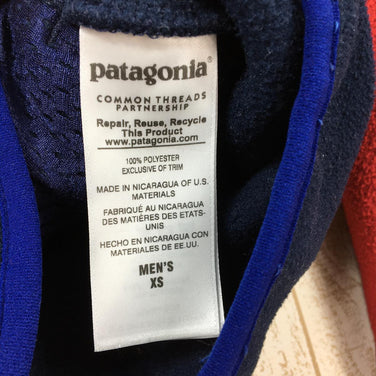 patagonia®
COMMON THREADS
PARTNERSHIP
Repair, Reuse, Recycle
This Product
www.patagonia.com
100% POLYESTER
EXCLUSIVE OF TRIM
MADE IN NICARAGUA OF U.S.
MATERIALS
FABRIQUÉ AU NICARAGUA
DES MATIÈRES DES ETATS-
UNIS
HECHO EN NICARAGUA CON
MATERIALES DE EE.UU.
MEN'S
XS